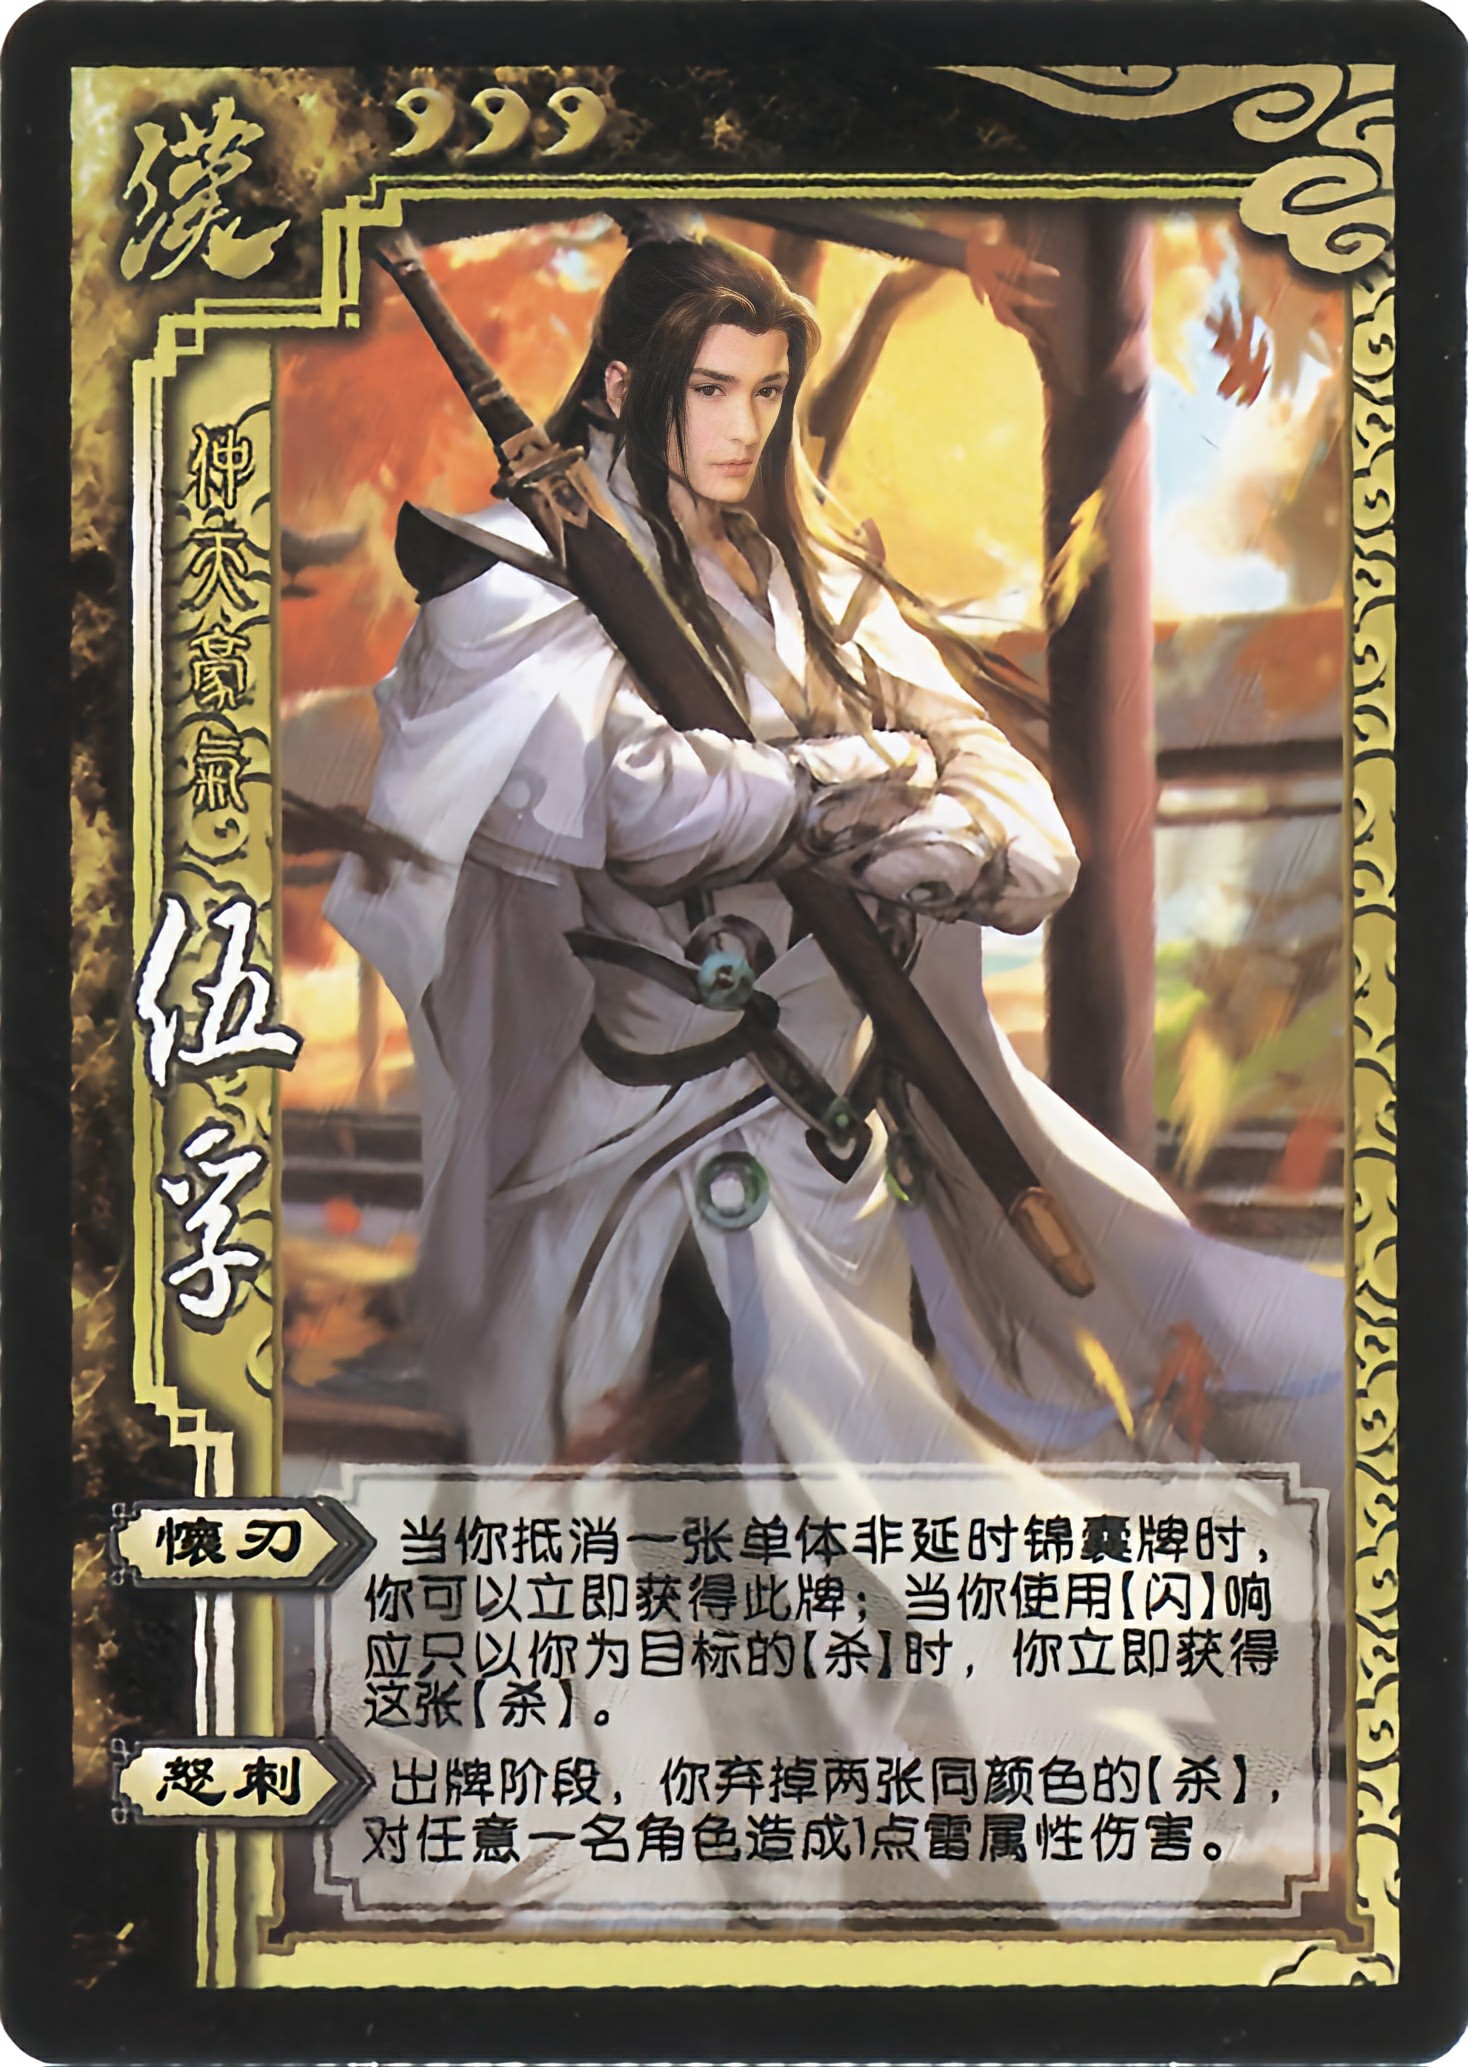 漢
仲天豪氣
伍孚
懷刃
当你抵消一张单体非延时锦囊牌时，
你可以立即获得此牌；当你使用【闪】响
应只以你为目标的【杀】时，你立即获得
这张【杀】。
怒刺
出牌阶段，你弃掉两张同颜色的【杀】，
对任意一名角色造成1点雷属性伤害。